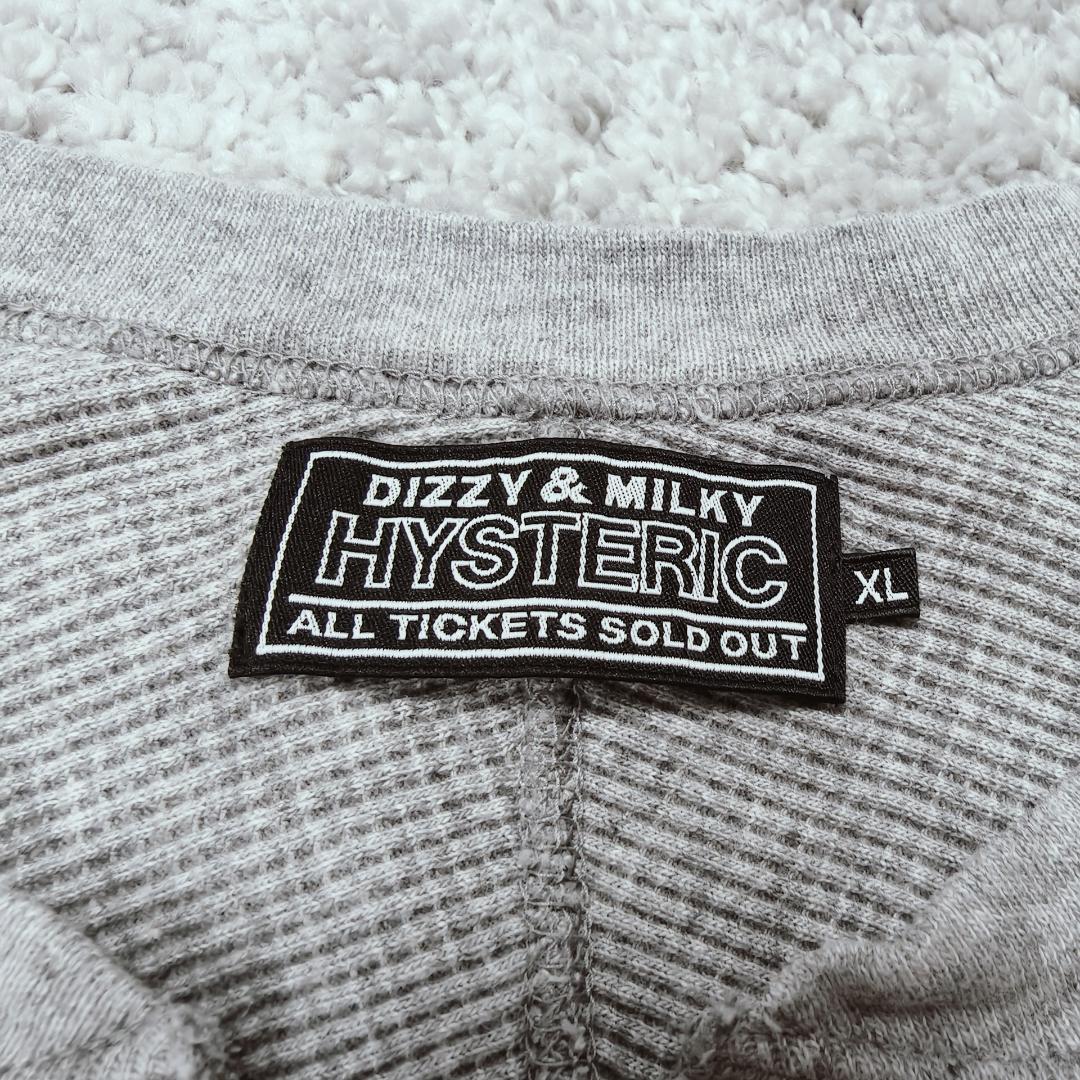 DIZZY & MILKY
HYSTERIC
ALL TICKETS SOLD OUT
XL